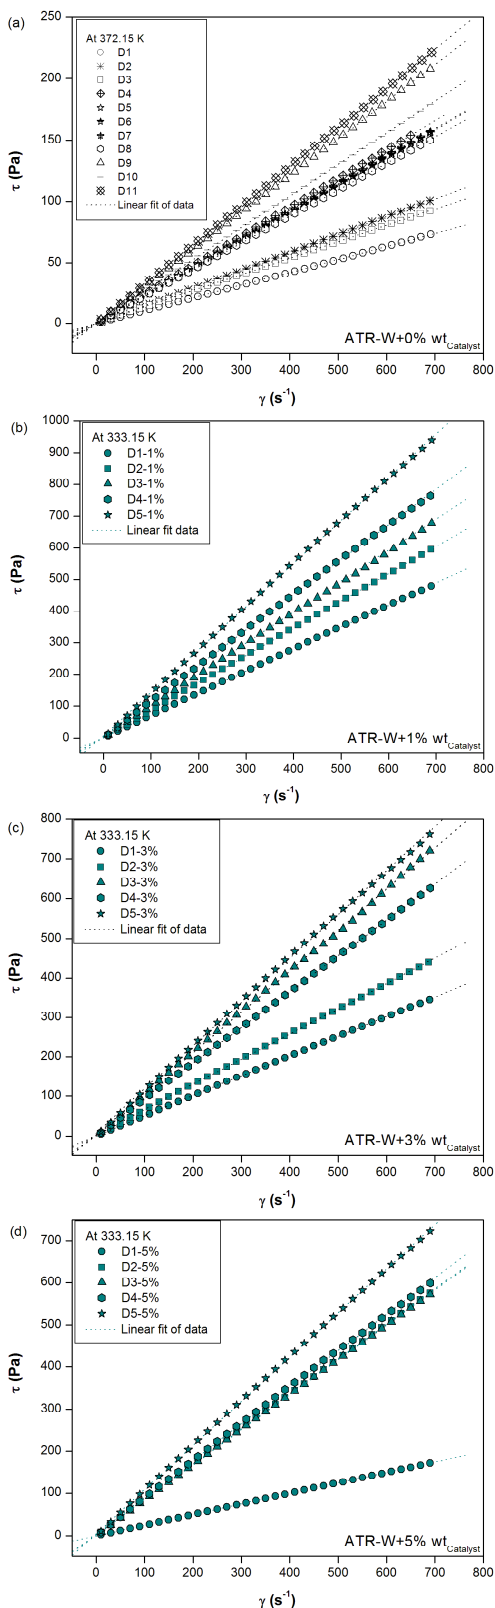 (a)
250
200
150
100
50
0
τ (Pa)
At 372.15 K
D1
D2
D3
D4
D5
D6
D7
D8
D9
D10
D11
Linear fit of data
ATR-W+0% wtCatalyst
0 100 200 300 400 500 600 700 800
γ (s-1)
(b)
1000
900
800
700
600
500
400
300
200
100
0
τ (Pa)
At 333.15 K
D1-1%
D2-1%
D3-1%
D4-1%
D5-1%
Linear fit data
ATR-W+1% wtCatalyst
0 100 200 300 400 500 600 700 800
γ (s-1)
(c)
800
700
600
500
400
300
200
100
0
τ (Pa)
At 333.15 K
D1-3%
D2-3%
D3-3%
D4-3%
D5-3%
Linear fit of data
ATR-W+3% wtCatalyst
0 100 200 300 400 500 600 700 800
γ (s-1)
(d)
700
600
500
400
300
200
100
0
τ (Pa)
At 333.15 K
D1-5%
D2-5%
D3-5%
D4-5%
D5-5%
Linear fit of data
ATR-W+5% wtCatalyst
0 100 200 300 400 500 600 700 800
γ (s-1)